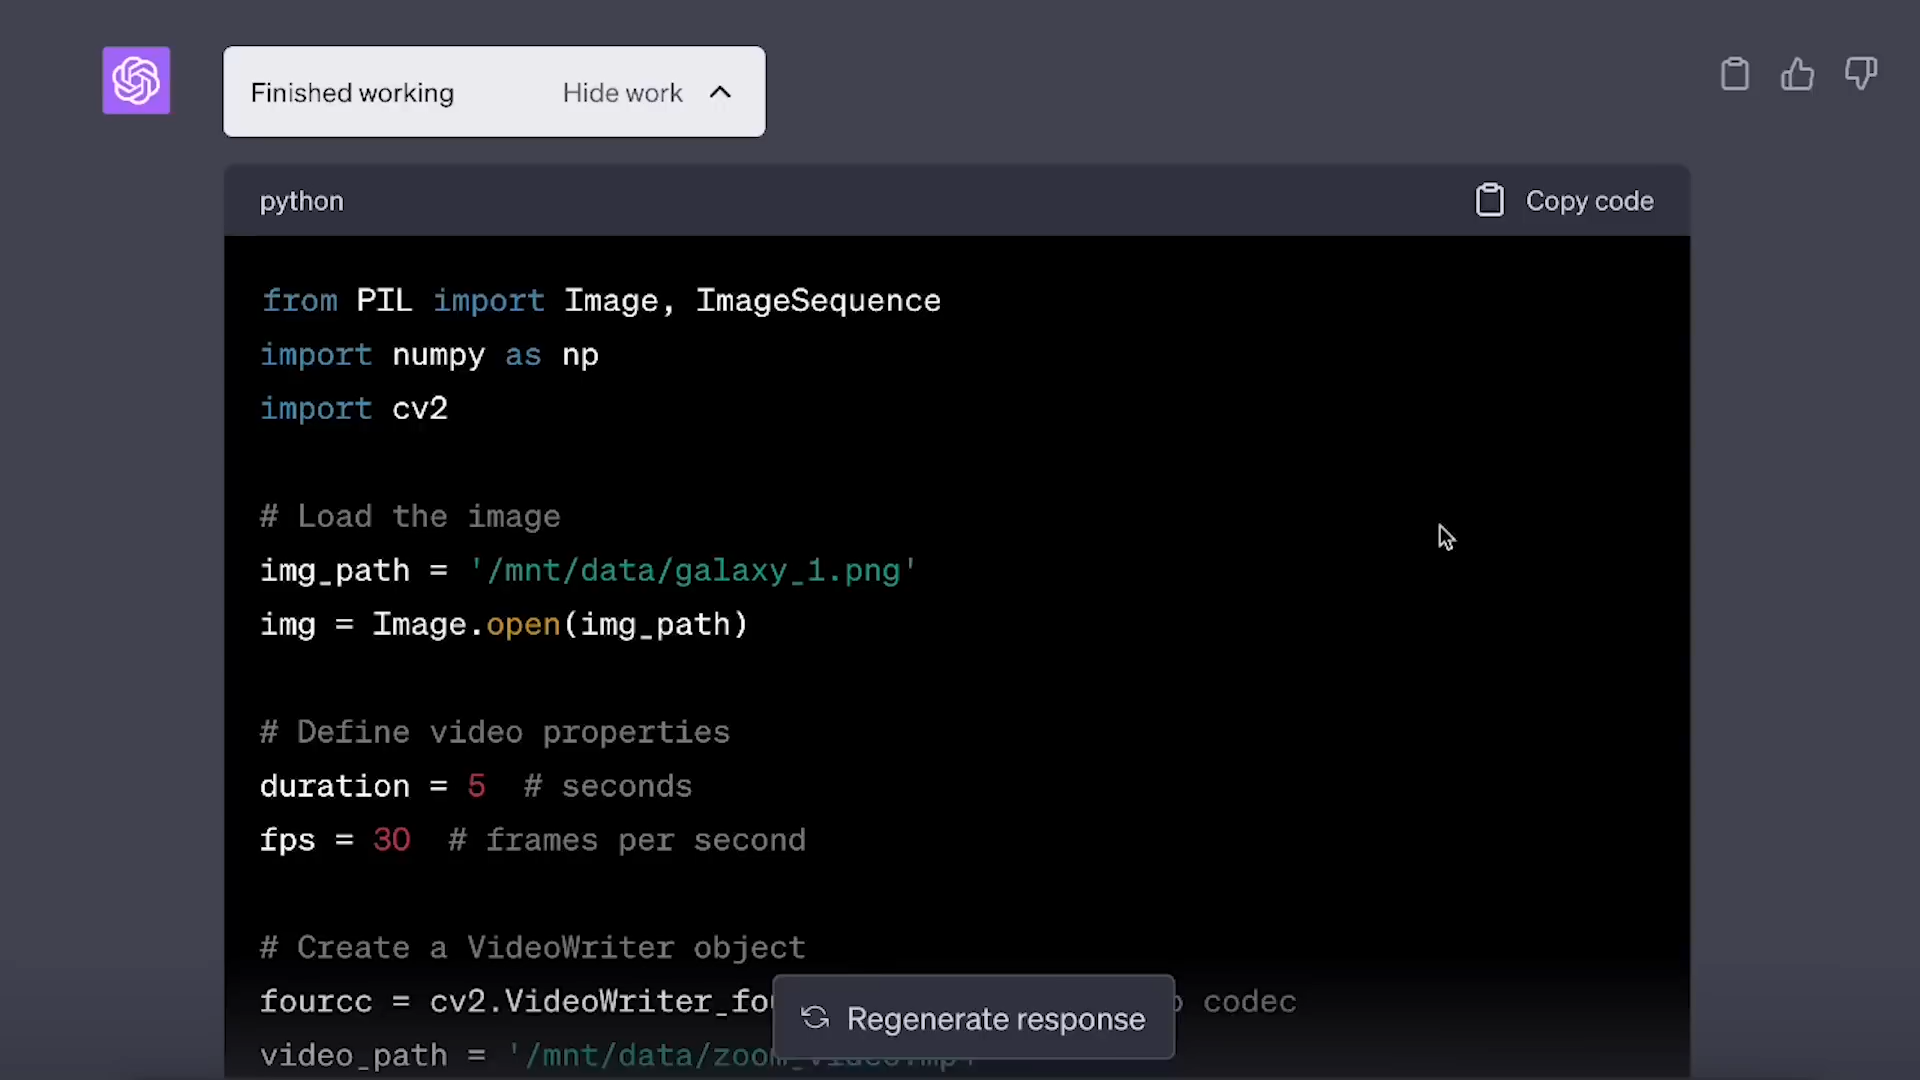 Finished working Hide work
python Copy code
from PIL import Image, ImageSequence
import numpy as np
import cv2
# Load the image
img_path = '/mnt/data/galaxy_1.png'
img = Image.open(img_path)
# Define video properties
duration = 5 # seconds
fps = 30 # frames per second
# Create a VideoWriter object
fourcc = cv2.VideoWriter_fo codec
Regenerate response
video_path = '/mnt/data/zoom_video.mp4